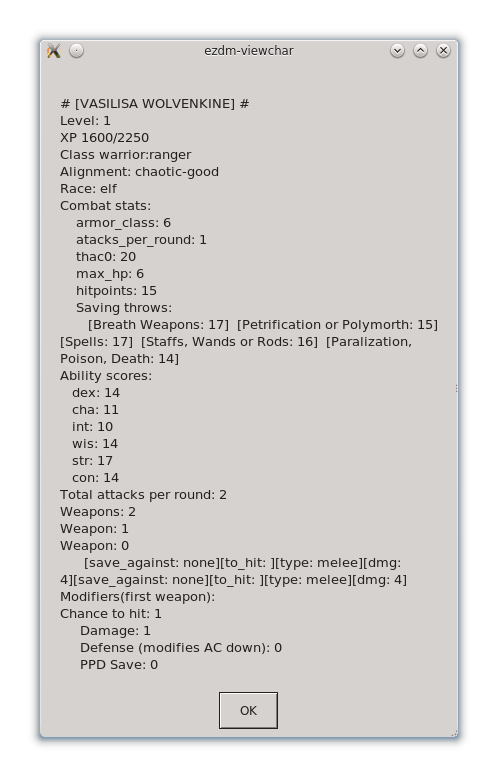 ezdm-viewchar
# [VASILISA WOLVENKINE] #
Level: 1
XP 1600/2250
Class warrior:ranger
Alignment: chaotic-good
Race: elf
Combat stats:
armor_class: 6
atacks_per_round: 1
thac0: 20
max_hp: 6
hitpoints: 15
Saving throws:
[Breath Weapons: 17]  [Petrification or Polymorth: 15]
[Spells: 17]  [Staffs, Wands or Rods: 16]  [Paralization,
Poison, Death: 14]
Ability scores:
dex: 14
cha: 11
int: 10
wis: 14
str: 17
con: 14
Total attacks per round: 2
Weapons: 2
Weapon: 1
Weapon: 0
[save_against: none][to_hit: ][type: melee][dmg:
4][save_against: none][to_hit: ][type: melee][dmg: 4]
Modifiers(first weapon):
Chance to hit: 1
Damage: 1
Defense (modifies AC down): 0
PPD Save: 0
OK